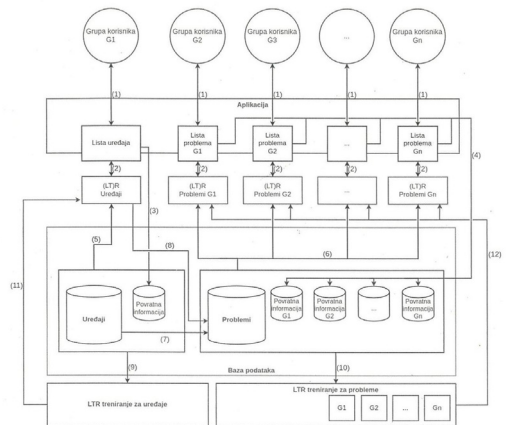 Grupa korisnika
G1
Grupa korisnika
G2
Grupa korisnika
G3
...
Grupa korisnika
Gn
(1)
(1)
(1)
(1)
(1)
Aplikacija
Lista uređaja
Lista
problema
G1
Lista
problema
G2
...
Lista
problema
Gn
(2)
(2)
(2)
(2)
(2)
(4)
(LT)R
Uređaji
(LT)R
Problemi G1
(LT)R
Problemi G2
...
(LT)R
Problemi Gn
(3)
(5)
(8)
(6)
(12)
(11)
Uređaji
Povratna
informacija
Problemi
Povratna
informacija
G1
Povratna
informacija
G2
...
Povratna
informacija
Gn
(7)
(9)
(10)
Baza podataka
LTR treniranje za uređaje
LTR treniranje za probleme
G1
G2
...
Gn